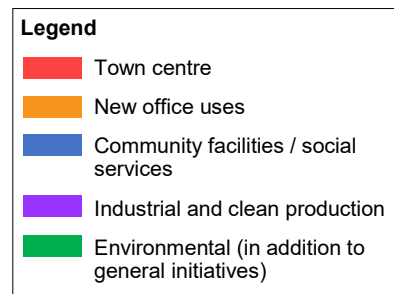 Legend
Town centre
New office uses
Community facilities / social
services
Industrial and clean production
Environmental (in addition to
general initiatives)